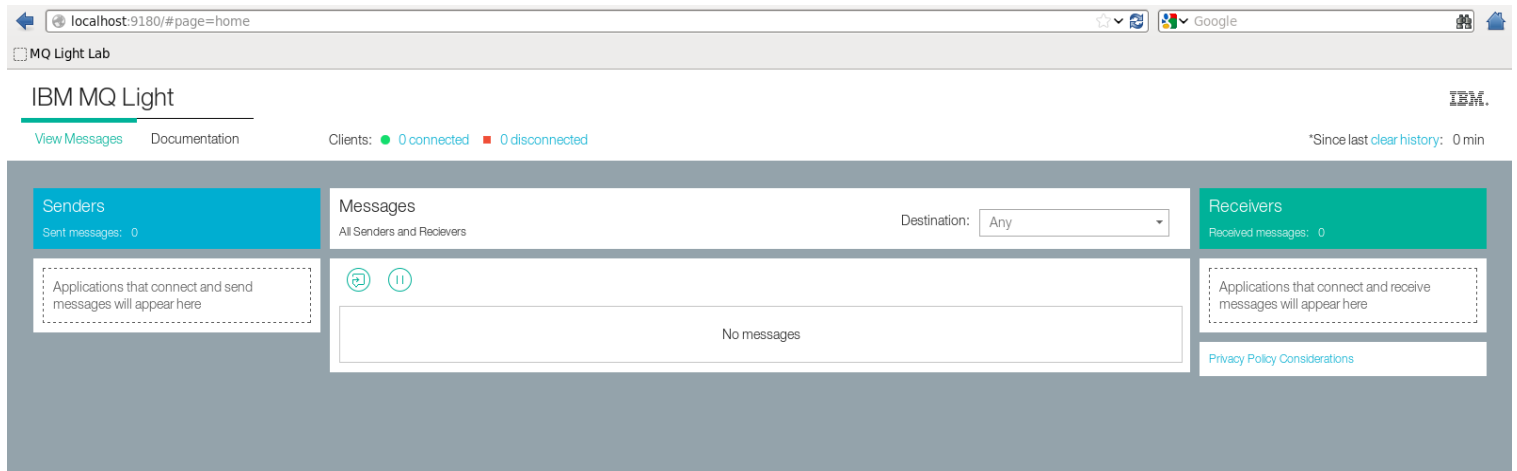 localhost:9180/#page=home
Google
MQ Light Lab
IBM MQ Light
IBM.
View Messages Documentation Clients: 0 connected 0 disconnected *Since last clear history: 0 min
Senders
Sent messages: 0
Messages
All Senders and Recievers
Destination: Any
Receivers
Received messages: 0
Applications that connect and send
messages will appear here
No messages
Applications that connect and receive
messages will appear here
Privacy Policy Considerations